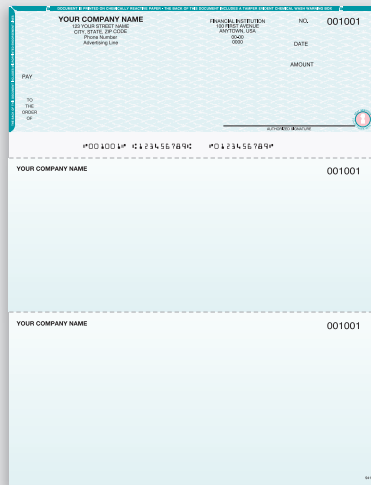 DOCUMENT IS PRINTED ON CHEMICALLY REACTIVE PAPER • THE BACK OF THIS DOCUMENT INCLUDES A TAMPER EVIDENT CHEMICAL WASH WARNING BOX
YOUR COMPANY NAME
123 YOUR STREET NAME
CITY, STATE, ZIP CODE
Phone Number
Advertising Line
FINANCIAL INSTITUTION
100 FIRST AVENUE
ANYTOWN, USA
00-00
0000
NO. 001001
DATE
AMOUNT
PAY
TO
THE
ORDER
OF
AUTHORIZED SIGNATURE
⑈001001⑈ ⑆123456789⑆ ⑈0123456789⑈
YOUR COMPANY NAME 001001
YOUR COMPANY NAME 001001